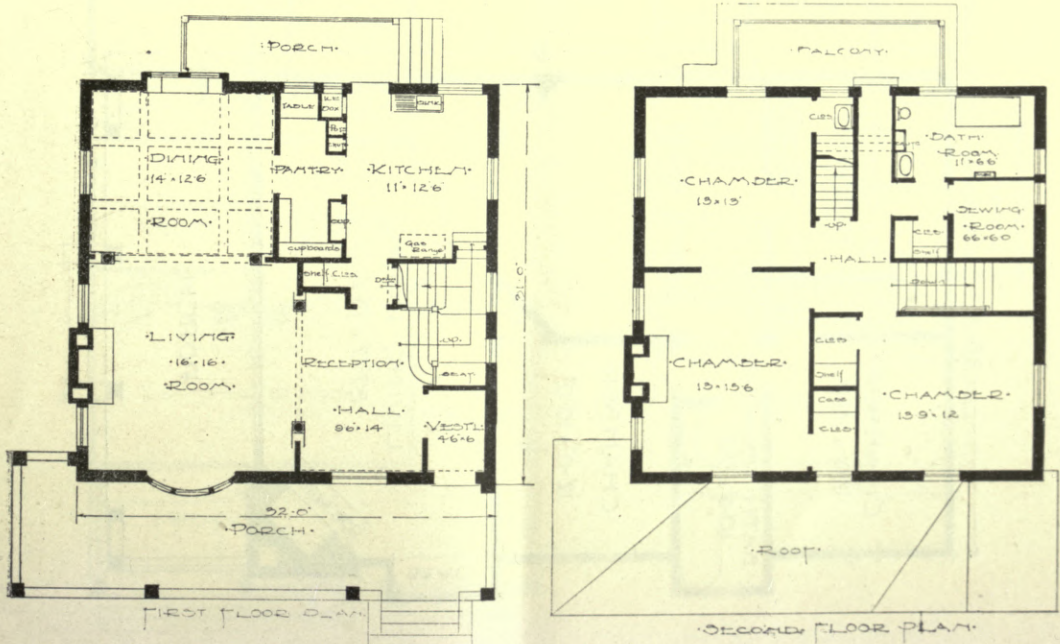 ·PORCH·
TABLE
ICE BOX
SINK
DINING
14'×12'6
ROOM
PANTRY
·KITCHEN·
11'×12'6
cupboards
Gas Range
Shelf
Clos.
·LIVING·
·16'×16'·
·ROOM·
RECEPTION
·HALL·
9'6×14
UP.
SEAT
VESTL
4'6×6
31'-0"
32'-0"
·PORCH·
FIRST FLOOR PLAN
·BALCONY·
CLOS
·CHAMBER·
13×13'
UP
BATH
ROOM
11×6'6
SEWING
·ROOM·
6'6×6'0
CLOS
Shelf
·HALL·
Down
·CHAMBER·
13×13'6
CLOS
Shelf
Case
CLOS
·CHAMBER·
13'9×12
·ROOF·
·SECOND FLOOR PLAN·